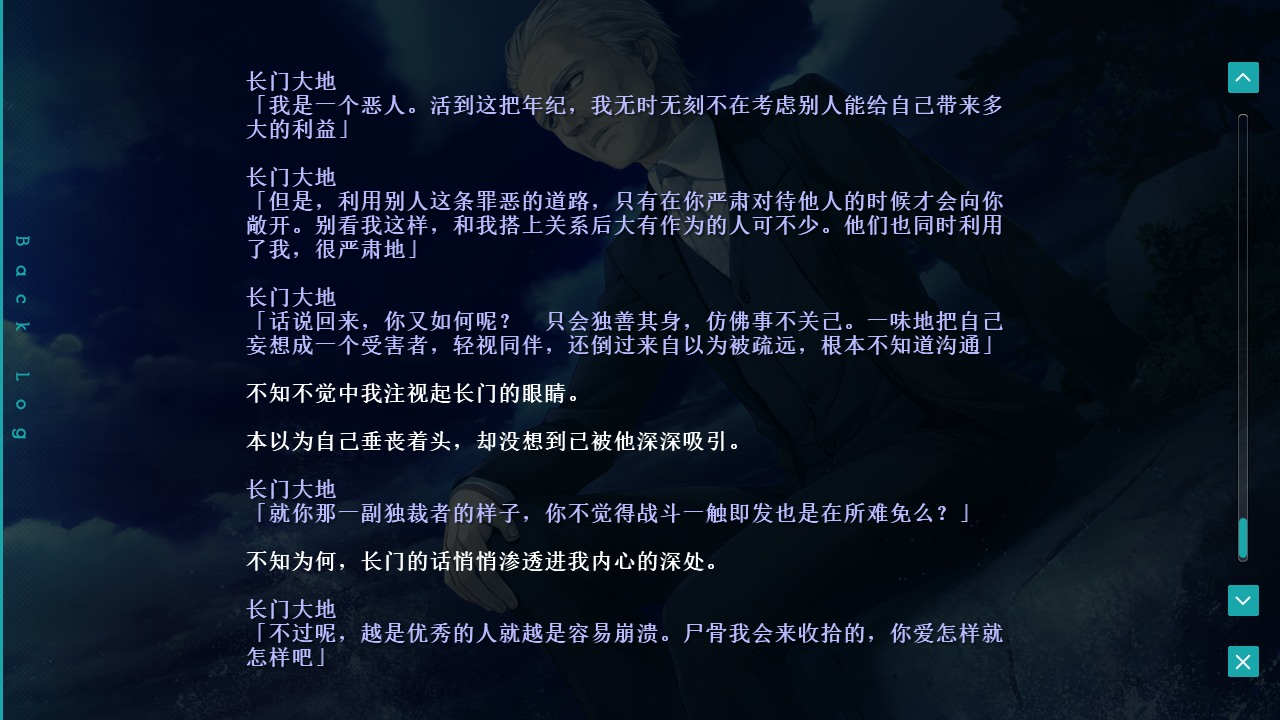 长门大地
「我是一个恶人。活到这把年纪，我无时无刻不在考虑别人能给自己带来多
大的利益」
长门大地
「但是，利用别人这条罪恶的道路，只有在你严肃对待他人的时候才会向你
敞开。别看我这样，和我搭上关系后大有作为的人可不少。他们也同时利用
了我，很严肃地」
长门大地
「话说回来，你又如何呢？　只会独善其身，仿佛事不关己。一味地把自己
妄想成一个受害者，轻视同伴，还倒过来自以为被疏远，根本不知道沟通」
不知不觉中我注视起长门的眼睛。
本以为自己垂丧着头，却没想到已被他深深吸引。
长门大地
「就你那一副独裁者的样子，你不觉得战斗一触即发也是在所难免么？」
不知为何，长门的话悄悄渗透进我内心的深处。
长门大地
「不过呢，越是优秀的人就越是容易崩溃。尸骨我会来收拾的，你爱怎样就
怎样吧」
Back Log